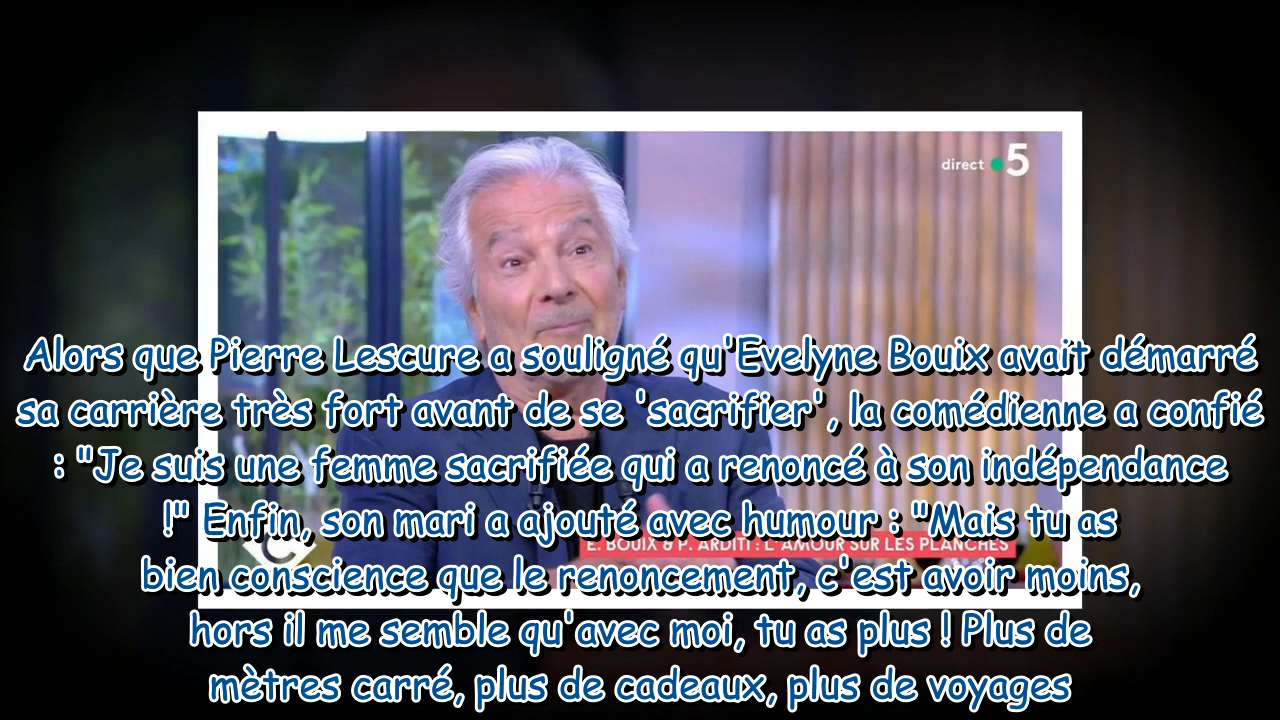 direct 5
Alors que Pierre Lescure a souligné qu'Evelyne Bouix avait démarré
sa carrière très fort avant de se 'sacrifier', la comédienne a confié
: "Je suis une femme sacrifiée qui a renoncé à son indépendance
!" Enfin, son mari a ajouté avec humour : "Mais tu as
E. BOUIX & P. ARDITI : L'AMOUR SUR LES PLANCHES
bien conscience que le renoncement, c'est avoir moins,
hors il me semble qu'avec moi, tu as plus ! Plus de
mètres carré, plus de cadeaux, plus de voyages